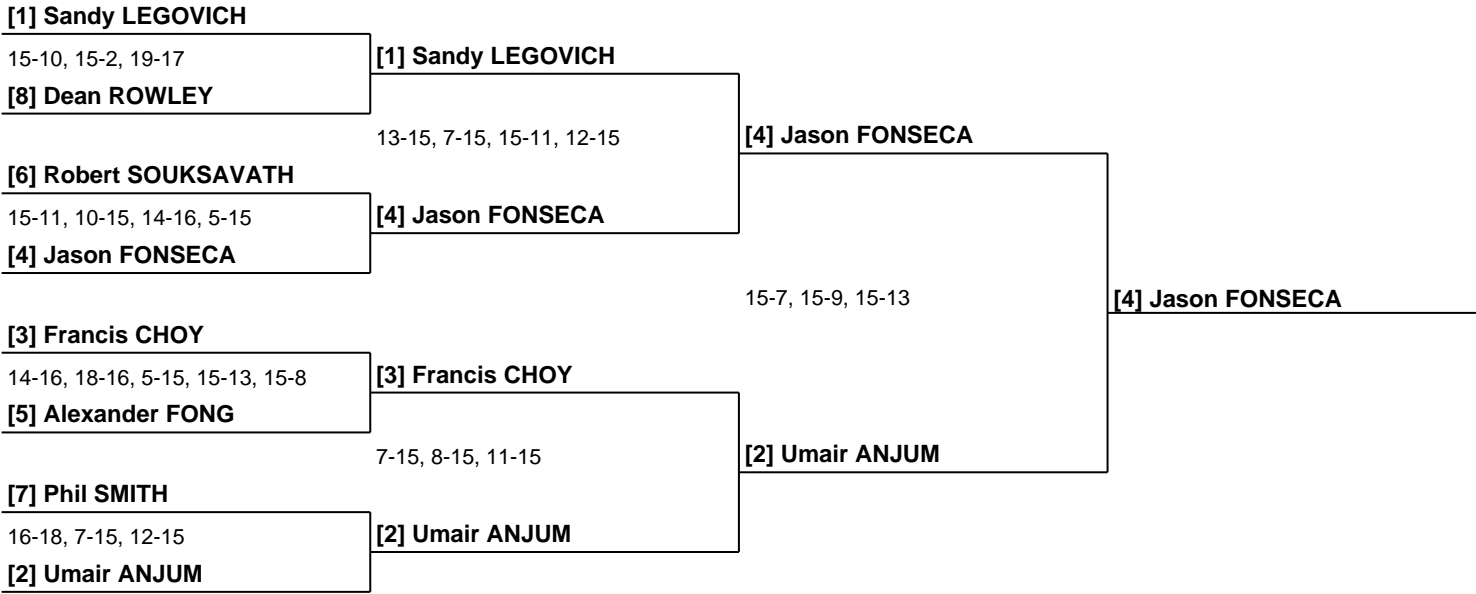 [1] Sandy LEGOVICH
15-10, 15-2, 19-17
[8] Dean ROWLEY
[6] Robert SOUKSAVATH
15-11, 10-15, 14-16, 5-15
[4] Jason FONSECA
[3] Francis CHOY
14-16, 18-16, 5-15, 15-13, 15-8
[5] Alexander FONG
[7] Phil SMITH
16-18, 7-15, 12-15
[2] Umair ANJUM
[1] Sandy LEGOVICH
13-15, 7-15, 15-11, 12-15
[4] Jason FONSECA
[3] Francis CHOY
7-15, 8-15, 11-15
[2] Umair ANJUM
[4] Jason FONSECA
15-7, 15-9, 15-13
[2] Umair ANJUM
[4] Jason FONSECA